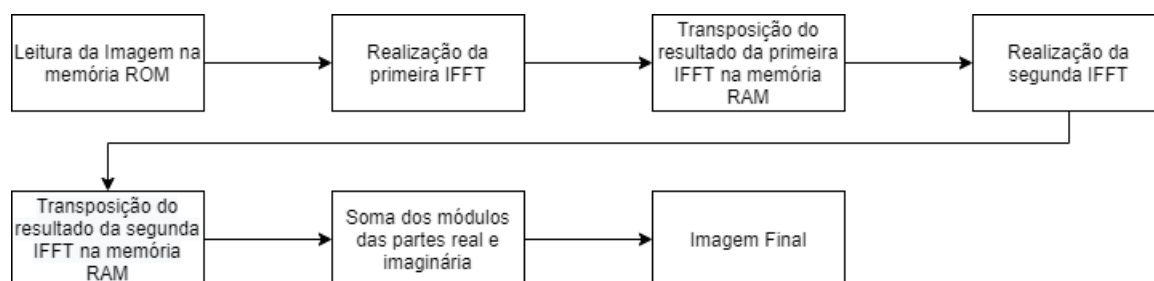 Leitura da Imagem na
memória ROM
Realização da
primeira IFFT
Transposição do
resultado da primeira
IFFT na memória
RAM
Realização da
segunda IFFT
Transposição do
resultado da segunda
IFFT na memória
RAM
Soma dos módulos
das partes real e
imaginária
Imagem Final